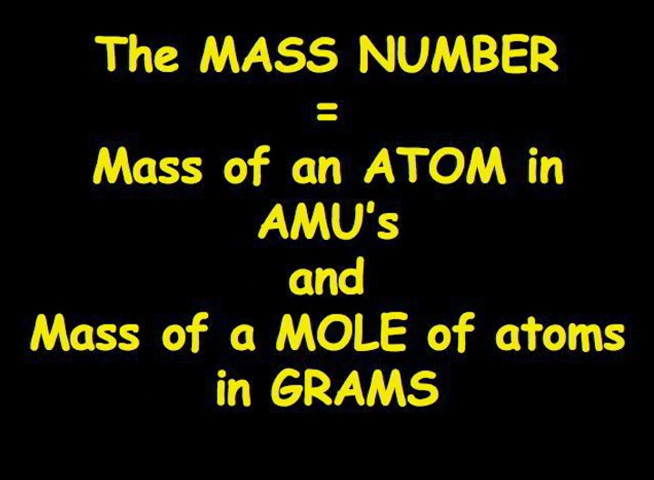 The MASS NUMBER
=
Mass of an ATOM in
AMU's
and
Mass of a MOLE of atoms
in GRAMS